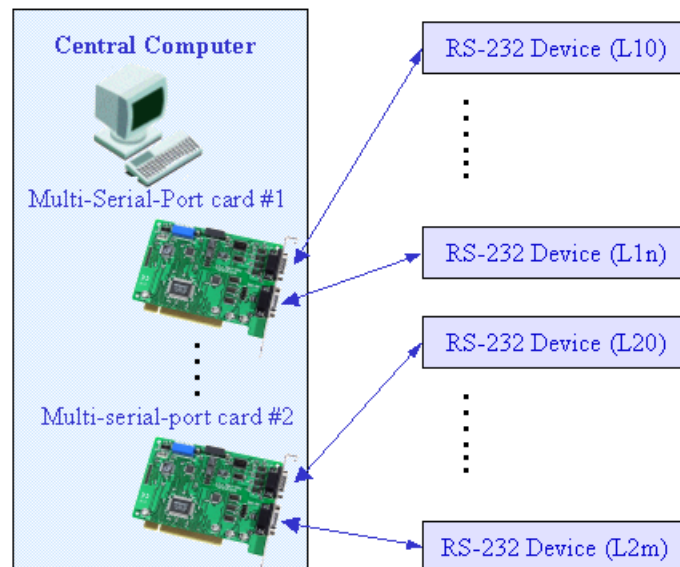 Central Computer
Multi-Serial-Port card #1
Multi-serial-port card #2
RS-232 Device (L10)
RS-232 Device (L1n)
RS-232 Device (L20)
RS-232 Device (L2m)